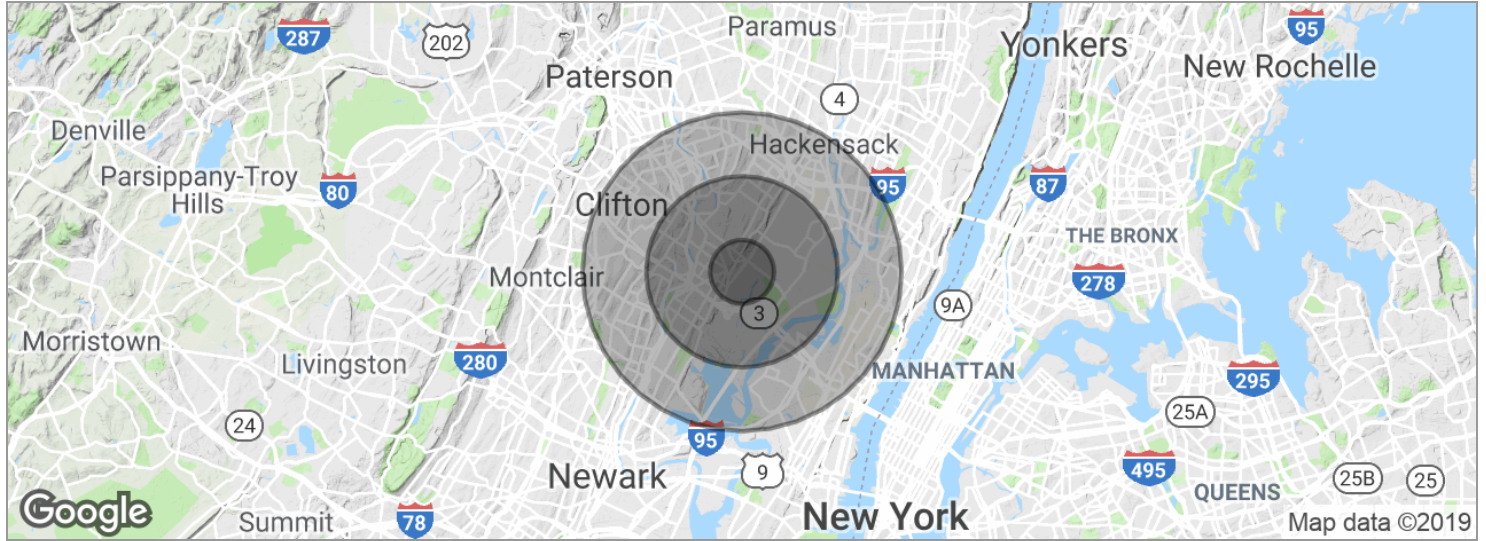 287
202
Paramus
Yonkers
95
New Rochelle
Paterson
4
Denville
Hackensack
Parsippany-Troy
Hills
80
95
87
Clifton
THE BRONX
Montclair
278
3
9A
Morristown
Livingston
280
MANHATTAN
295
24
25A
95
Newark
9
495
QUEENS
25B
25
Google
Summit
78
New York
Map data ©2019